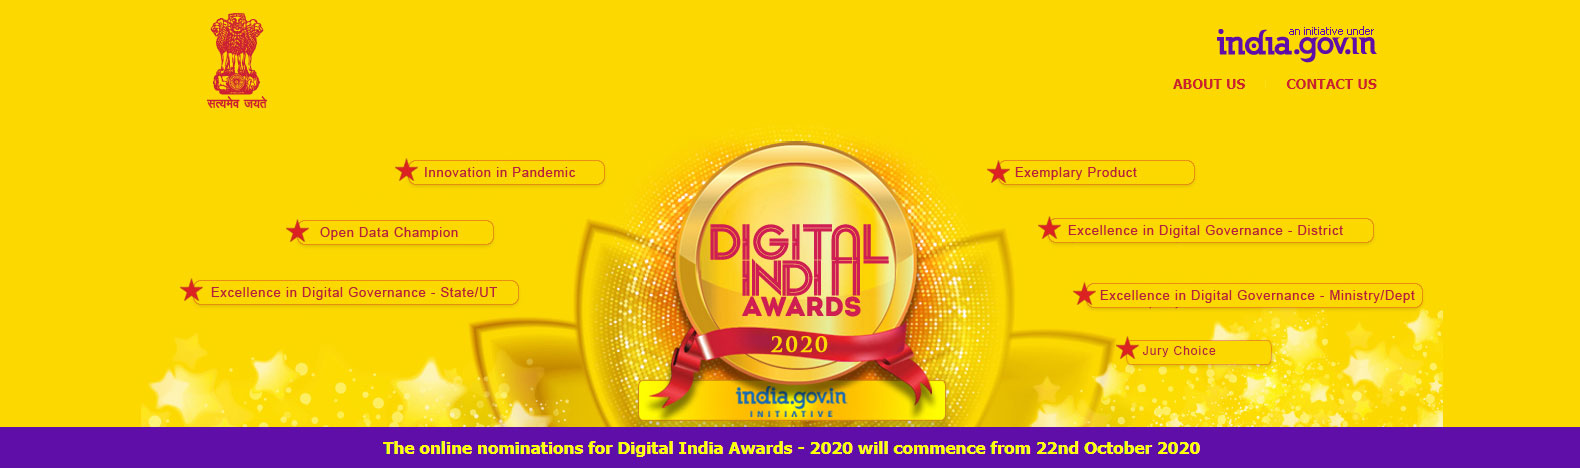 सत्यमेव जयते
an initiative under
india.gov.in
ABOUT US
CONTACT US
Innovation in Pandemic
Exemplary Product
Open Data Champion
Excellence in Digital Governance - District
Excellence in Digital Governance - State/UT
Excellence in Digital Governance - Ministry/Dept
Jury Choice
DIGITAL
INDIA
AWARDS
2020
india.gov.in
INITIATIVE
The online nominations for Digital India Awards - 2020 will commence from 22nd October 2020